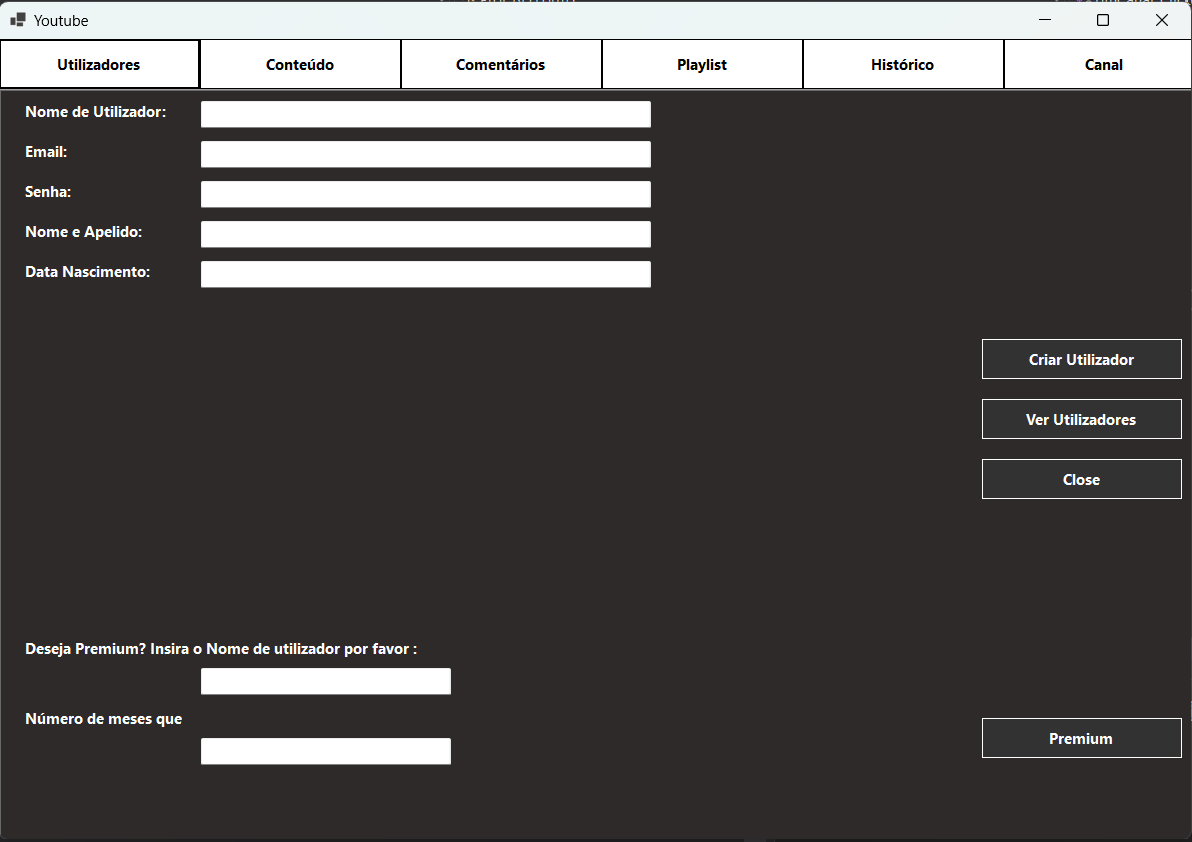 Youtube
Utilizadores Conteúdo Comentários Playlist Histórico Canal
Nome de Utilizador:
Email:
Senha:
Nome e Apelido:
Data Nascimento:
Criar Utilizador
Ver Utilizadores
Close
Deseja Premium? Insira o Nome de utilizador por favor :
Número de meses que
Premium